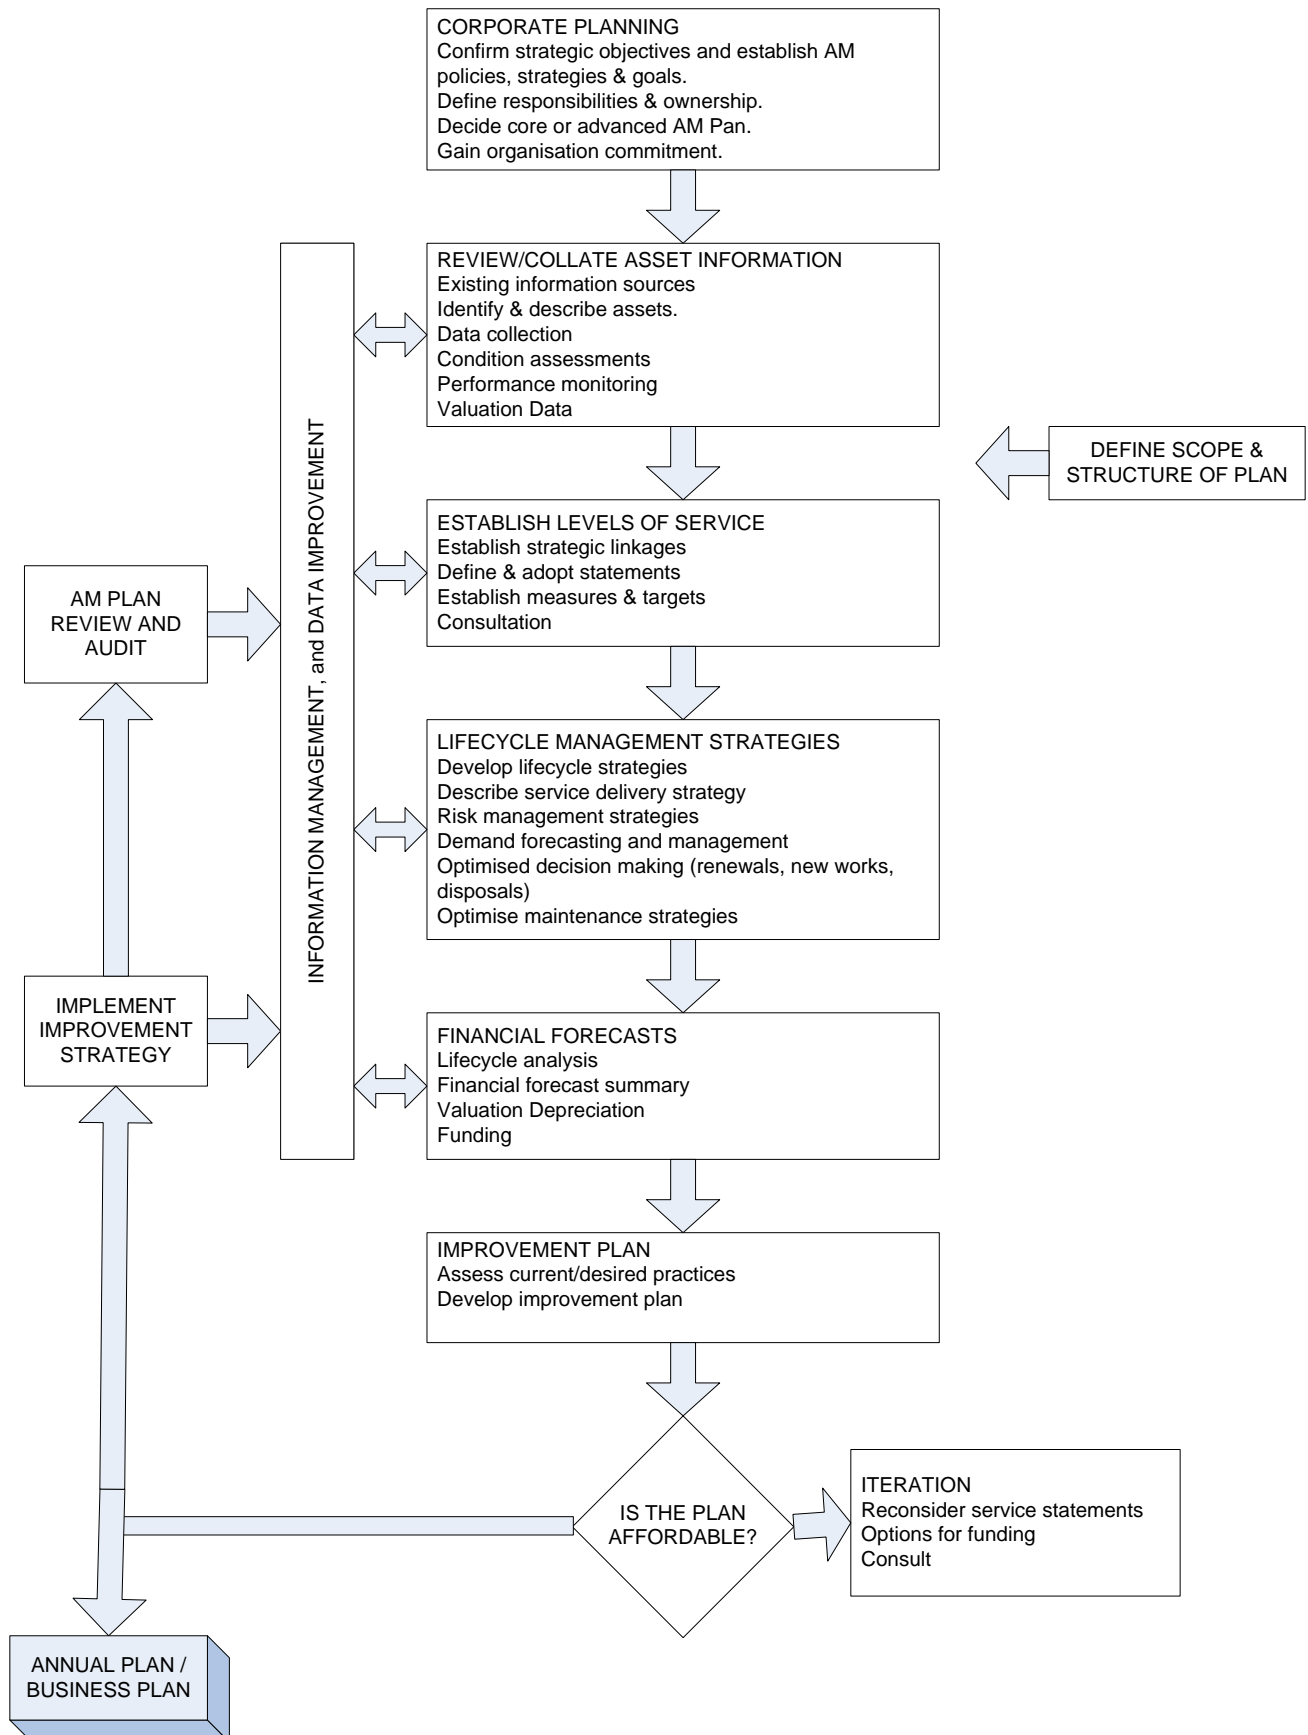 CORPORATE PLANNING
Confirm strategic objectives and establish AM
policies, strategies & goals.
Define responsibilities & ownership.
Decide core or advanced AM Pan.
Gain organisation commitment.
REVIEW/COLLATE ASSET INFORMATION
Existing information sources
Identify & describe assets.
Data collection
Condition assessments
Performance monitoring
Valuation Data
DEFINE SCOPE &
STRUCTURE OF PLAN
INFORMATION MANAGEMENT, and DATA IMPROVEMENT
ESTABLISH LEVELS OF SERVICE
Establish strategic linkages
Define & adopt statements
Establish measures & targets
Consultation
AM PLAN
REVIEW AND
AUDIT
LIFECYCLE MANAGEMENT STRATEGIES
Develop lifecycle strategies
Describe service delivery strategy
Risk management strategies
Demand forecasting and management
Optimised decision making (renewals, new works,
disposals)
Optimise maintenance strategies
IMPLEMENT
IMPROVEMENT
STRATEGY
FINANCIAL FORECASTS
Lifecycle analysis
Financial forecast summary
Valuation Depreciation
Funding
IMPROVEMENT PLAN
Assess current/desired practices
Develop improvement plan
IS THE PLAN
AFFORDABLE?
ITERATION
Reconsider service statements
Options for funding
Consult
ANNUAL PLAN /
BUSINESS PLAN